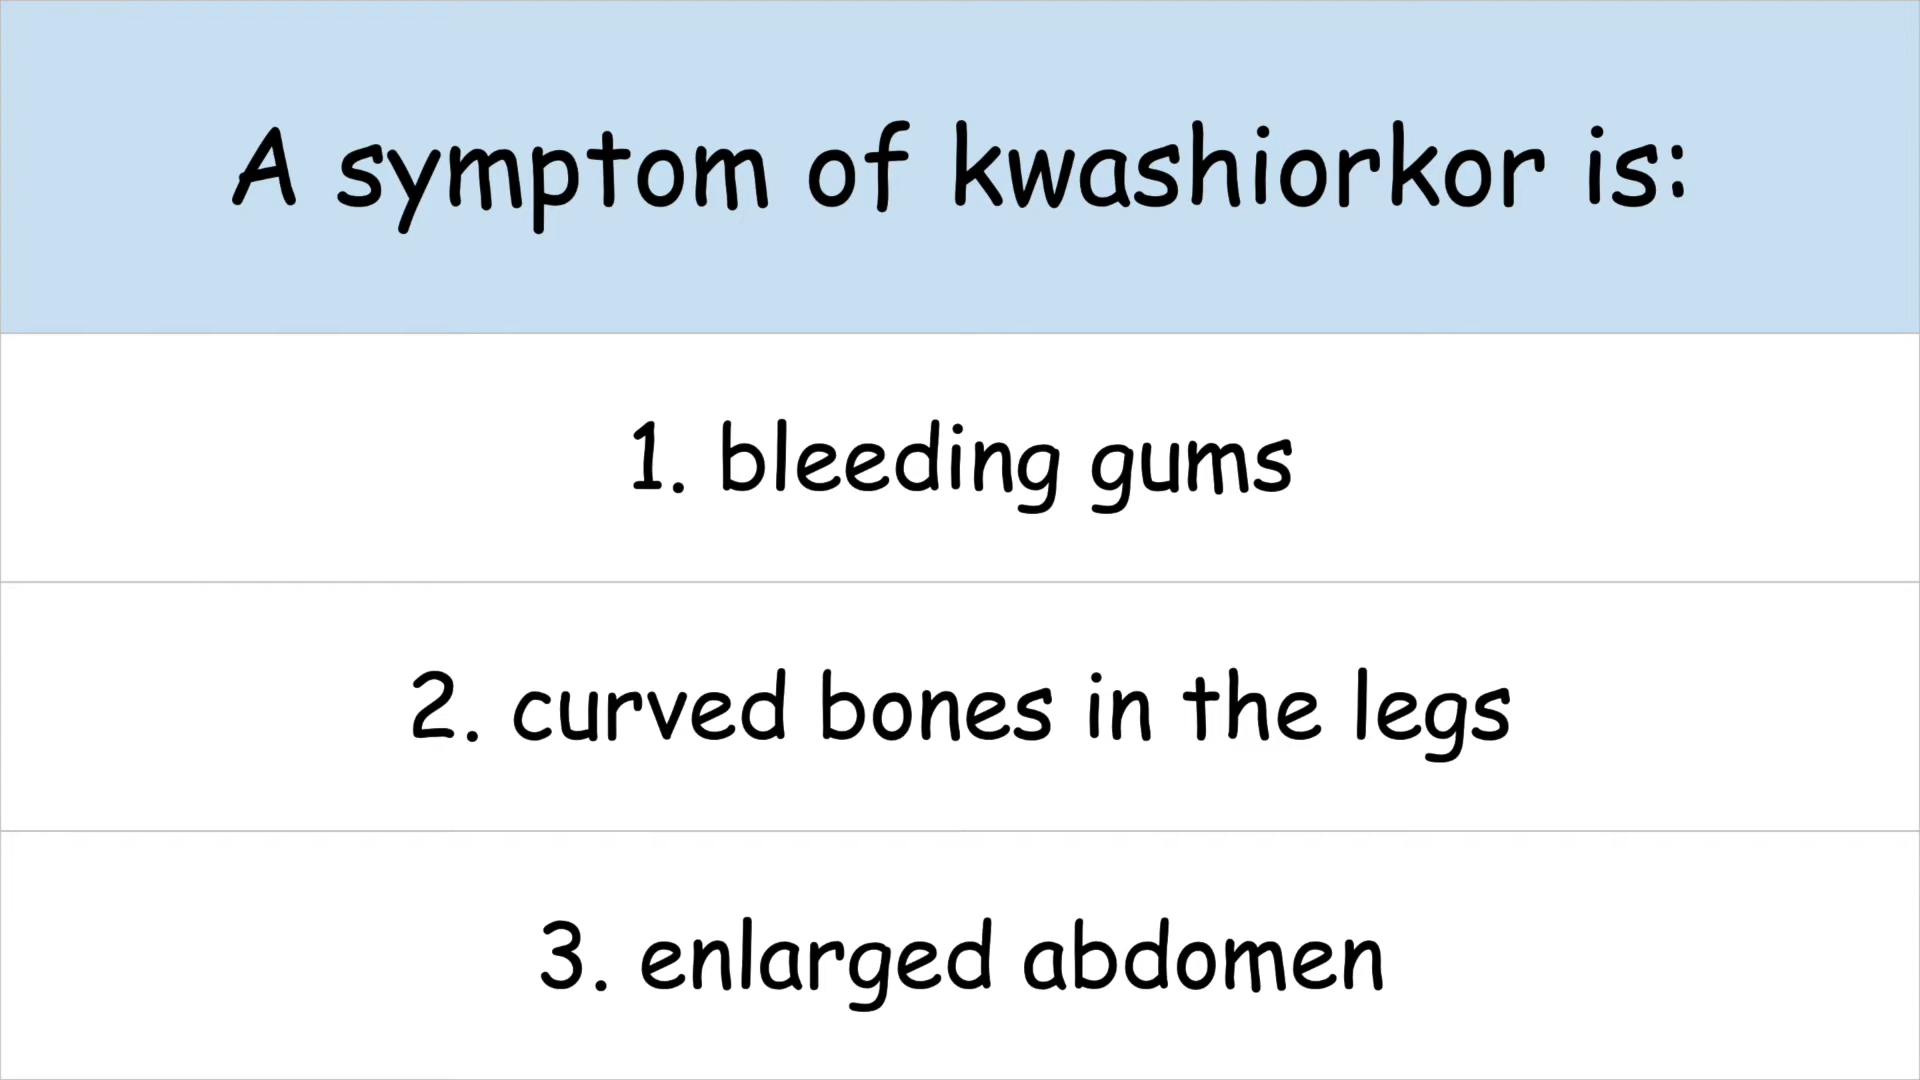 A symptom of kwashiorkor is:
1. bleeding gums
2. curved bones in the legs
3. enlarged abdomen